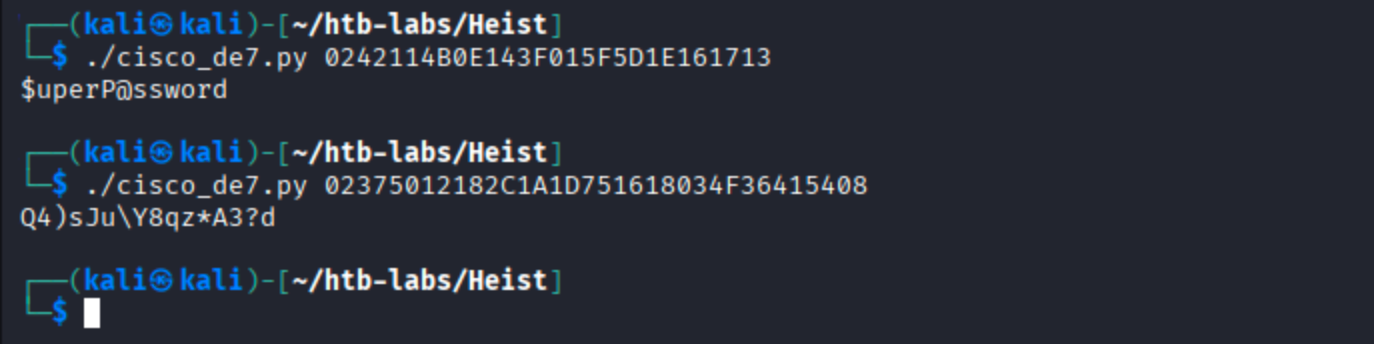 ┌──(kali㉿kali)-[~/htb-labs/Heist]
└─$ ./cisco_de7.py 0242114B0E143F015F5D1E161713
$uperP@ssword
┌──(kali㉿kali)-[~/htb-labs/Heist]
└─$ ./cisco_de7.py 02375012182C1A1D751618034F36415408
Q4)sJu\Y8qz*A3?d
┌──(kali㉿kali)-[~/htb-labs/Heist]
└─$